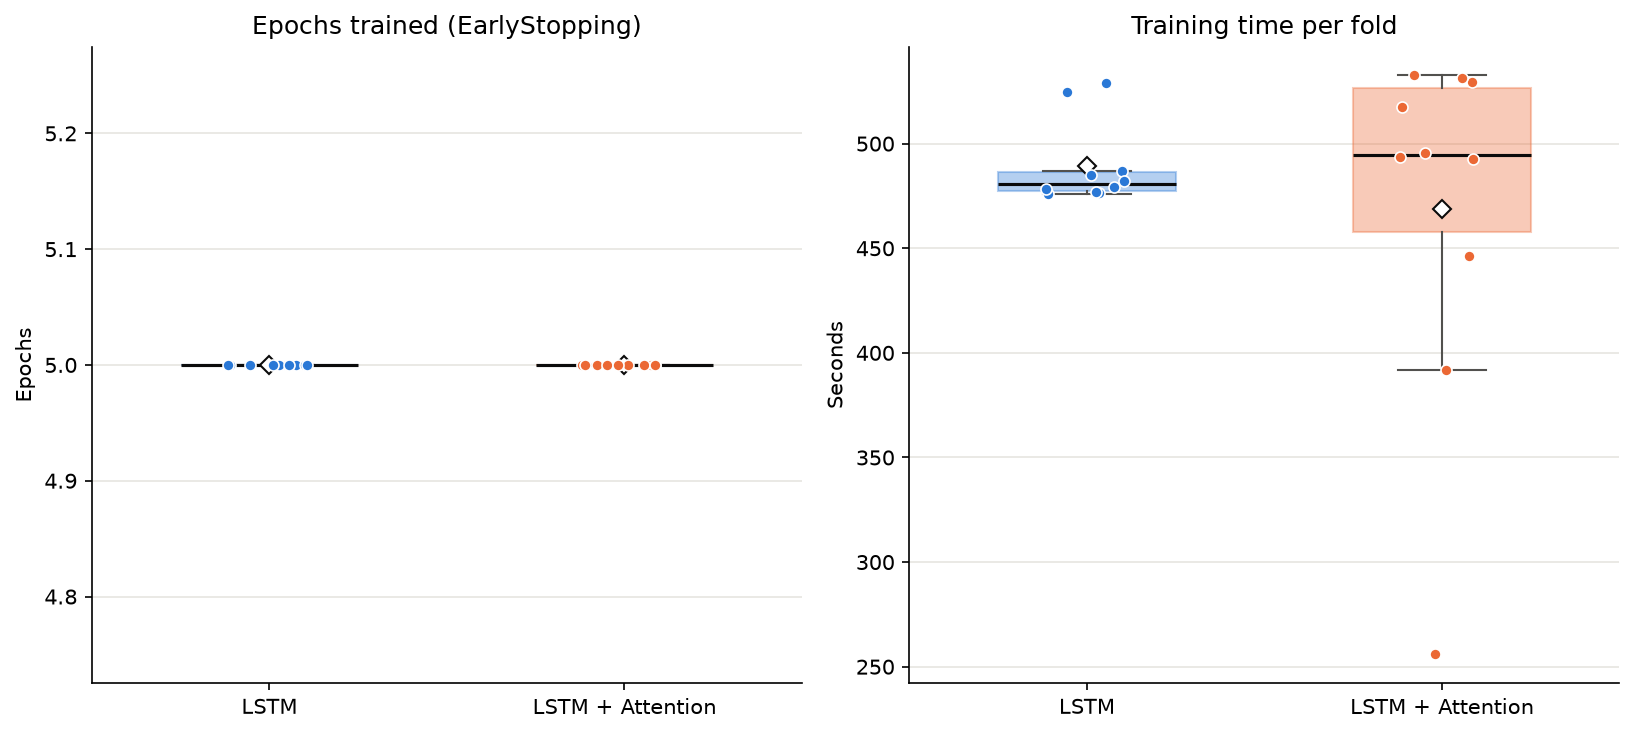 Epochs trained (EarlyStopping)
Epochs
5.2
5.1
5.0
4.9
4.8
LSTM
LSTM + Attention
Training time per fold
Seconds
500
450
400
350
300
250
LSTM
LSTM + Attention